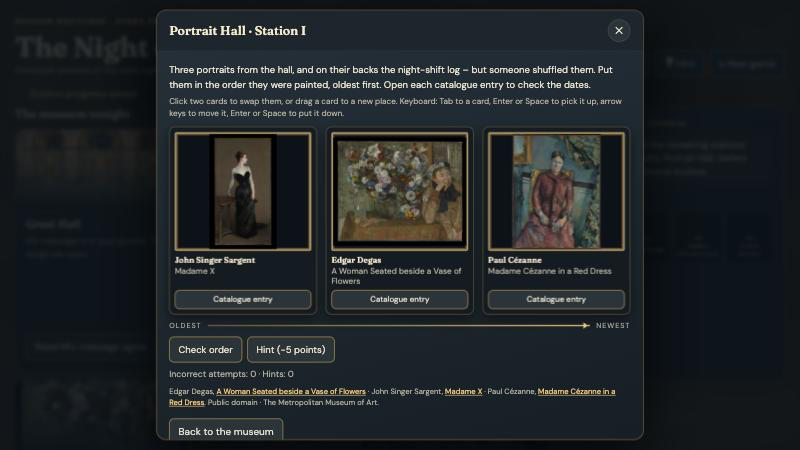 The Night
Portrait Hall · Station I
Three portraits from the hall, and on their backs the night-shift log – but someone shuffled them. Put
them in the order they were painted, oldest first. Open each catalogue entry to check the dates.
Click two cards to swap them, or drag a card to a new place. Keyboard: Tab to a card, Enter or Space to pick it up, arrow
keys to move it, Enter or Space to put it down.
John Singer Sargent
Madame X
Catalogue entry
Edgar Degas
A Woman Seated beside a Vase of
Flowers
Catalogue entry
Paul Cézanne
Madame Cézanne in a Red Dress
Catalogue entry
OLDEST
NEWEST
Check order
Hint (−5 points)
Incorrect attempts: 0 · Hints: 0
Edgar Degas, A Woman Seated beside a Vase of Flowers · John Singer Sargent, Madame X · Paul Cézanne, Madame Cézanne in a
Red Dress. Public domain · The Metropolitan Museum of Art.
Back to the museum